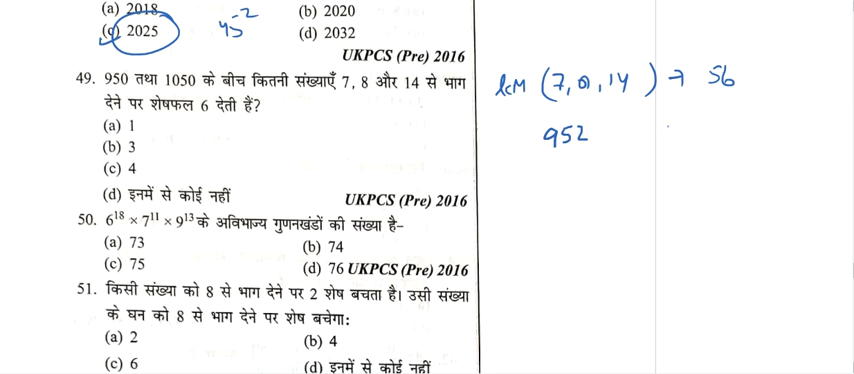 (a) 2018
(b) 2020
(c) 2025
45²
(d) 2032
UKPCS (Pre) 2016
49. 950 तथा 1050 के बीच कितनी संख्याएँ 7, 8 और 14 से भाग
देने पर शेषफल 6 देती हैं?
(a) 1
(b) 3
(c) 4
(d) इनमें से कोई नहीं
UKPCS (Pre) 2016
LCM (7, 8, 14) → 56
952
50. 6¹⁸ × 7¹¹ × 9¹³ के अविभाज्य गुणनखंडों की संख्या है-
(a) 73
(b) 74
(c) 75
(d) 76 UKPCS (Pre) 2016
51. किसी संख्या को 8 से भाग देने पर 2 शेष बचता है। उसी संख्या
के घन को 8 से भाग देने पर शेष बचेगा:
(a) 2
(b) 4
(c) 6
(d) इनमें से कोई नहीं